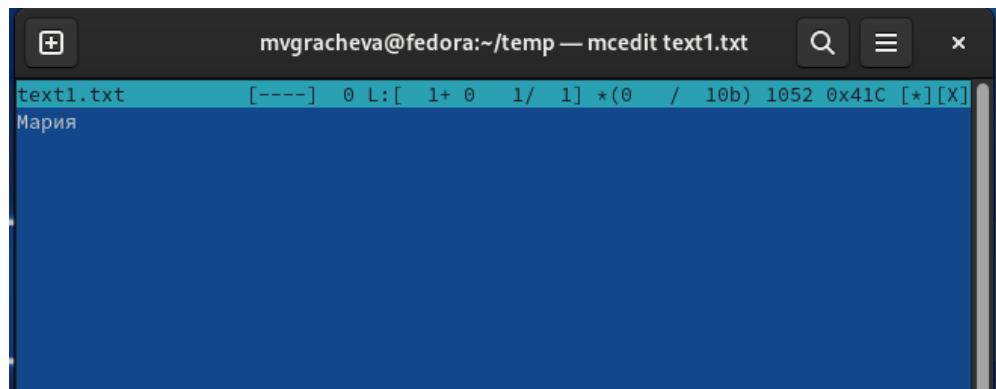 mvgracheva@fedora:~/temp — mcedit text1.txt
text1.txt [----] 0 L:[ 1+ 0 1/ 1] *(0 / 10b) 1052 0x41C [*][X]
Мария